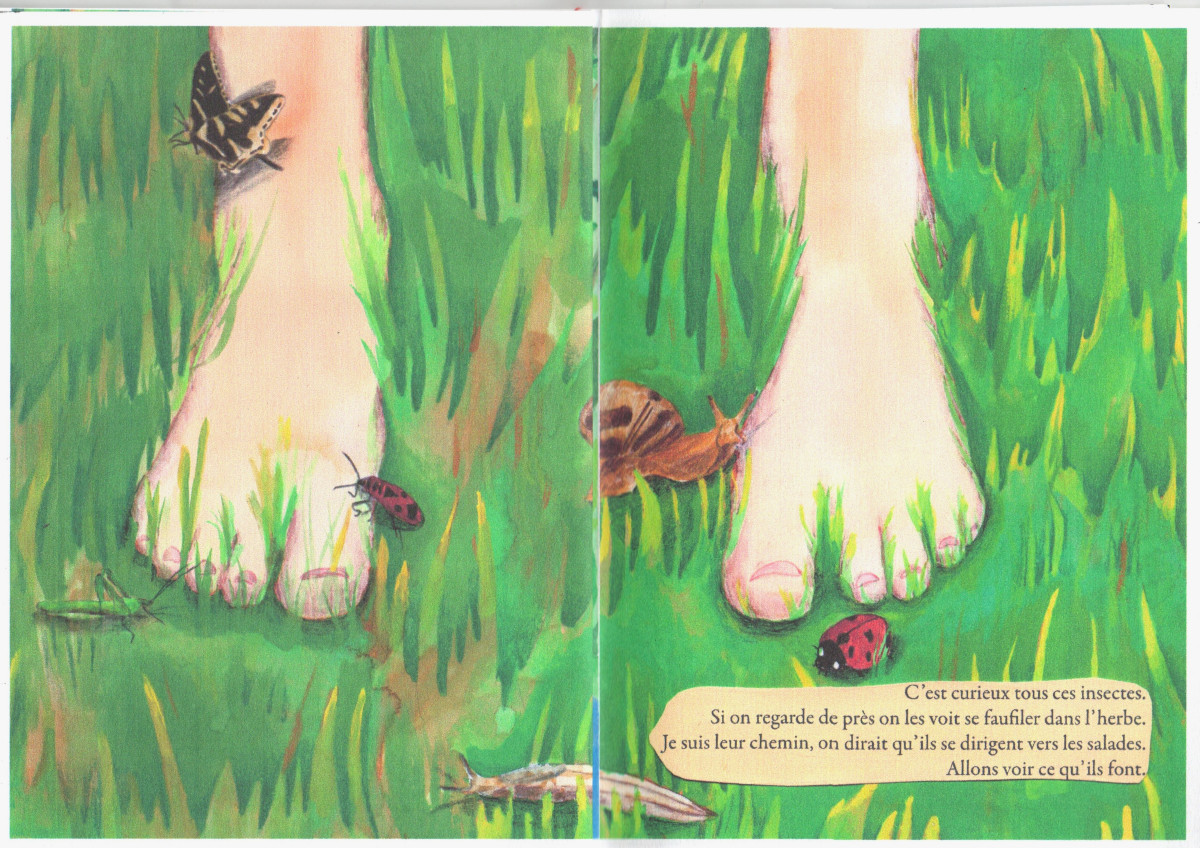 C'est curieux tous ces insectes.
Si on regarde de près on les voit se faufiler dans l'herbe.
Je suis leur chemin, on dirait qu'ils se dirigent vers les salades.
Allons voir ce qu'ils font.